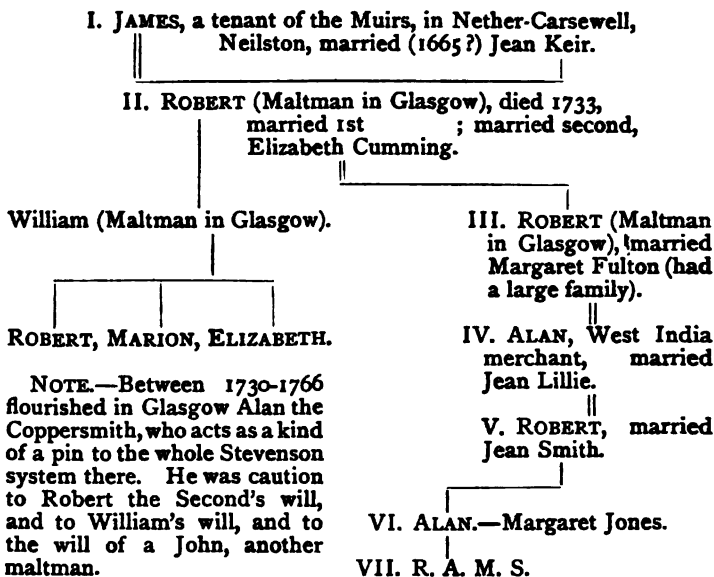 I. JAMES, a tenant of the Muirs, in Nether-Carsewell,
Neilston, married (1665?) Jean Keir.
II. ROBERT (Maltman in Glasgow), died 1733,
married 1st ; married second,
Elizabeth Cumming.
William (Maltman in Glasgow).
ROBERT, MARION, ELIZABETH.
NOTE.—Between 1730-1766
flourished in Glasgow Alan the
Coppersmith, who acts as a kind
of a pin to the whole Stevenson
system there. He was caution
to Robert the Second's will,
and to William's will, and to
the will of a John, another
maltman.
III. ROBERT (Maltman
in Glasgow), married
Margaret Fulton (had
a large family).
IV. ALAN, West India
merchant, married
Jean Lillie.
V. ROBERT, married
Jean Smith.
VI. ALAN.—Margaret Jones.
VII. R. A. M. S.